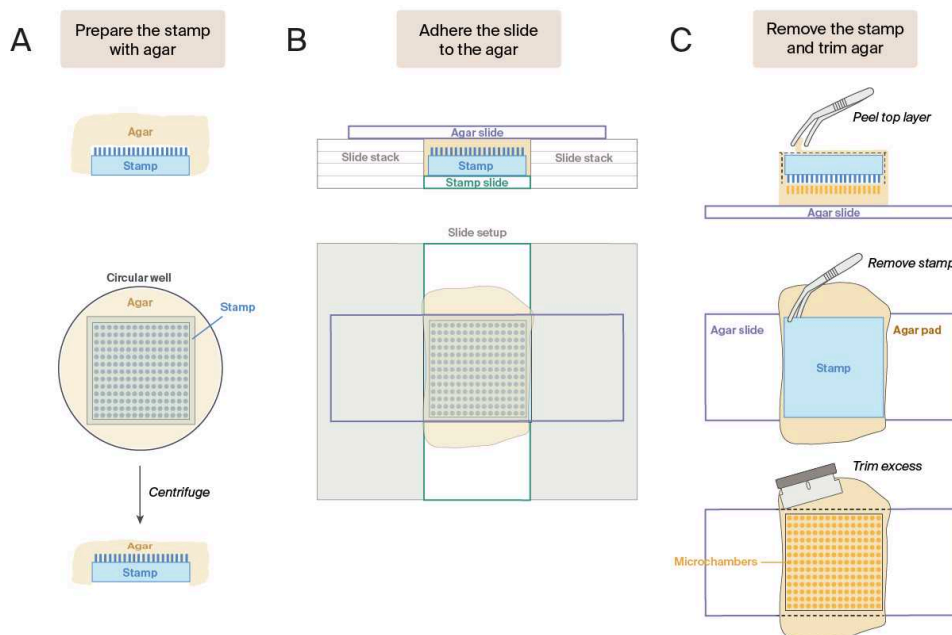 A
Prepare the stamp
with agar
Agar
Stamp
Circular well
Agar
Stamp
Centrifuge
Agar
Stamp
B
Adhere the slide
to the agar
Agar slide
Slide stack
Slide stack
Stamp
Stamp slide
Slide setup
C
Remove the stamp
and trim agar
Peel top layer
Agar slide
Remove stamp
Agar slide
Agar pad
Stamp
Trim excess
Microchambers